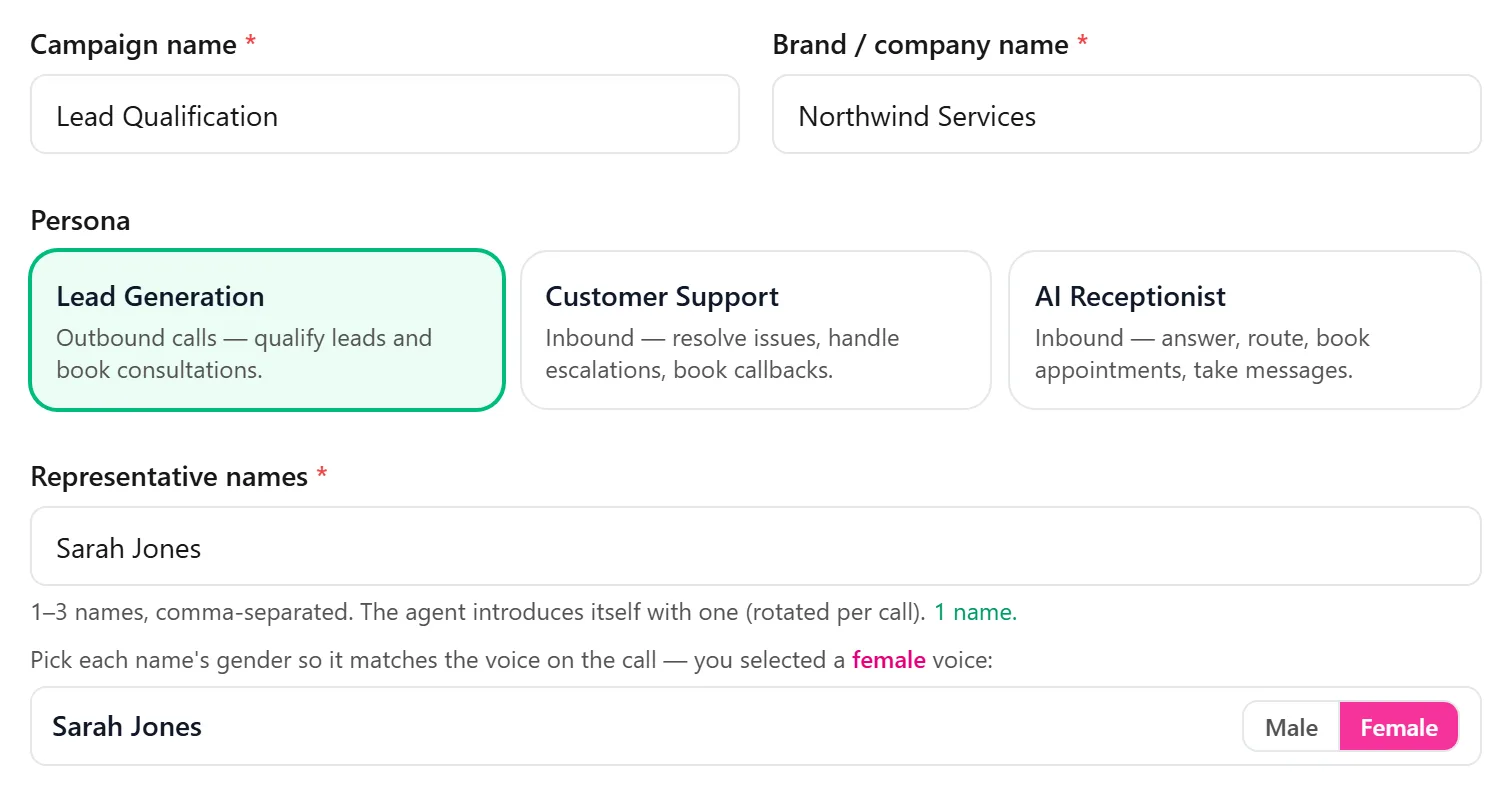 Campaign name *
Brand / company name *
Lead Qualification
Northwind Services
Persona
Lead Generation
Outbound calls — qualify leads and
book consultations.
Customer Support
Inbound — resolve issues, handle
escalations, book callbacks.
AI Receptionist
Inbound — answer, route, book
appointments, take messages.
Representative names *
Sarah Jones
1–3 names, comma-separated. The agent introduces itself with one (rotated per call). 1 name.
Pick each name's gender so it matches the voice on the call — you selected a female voice:
Sarah Jones
Male
Female